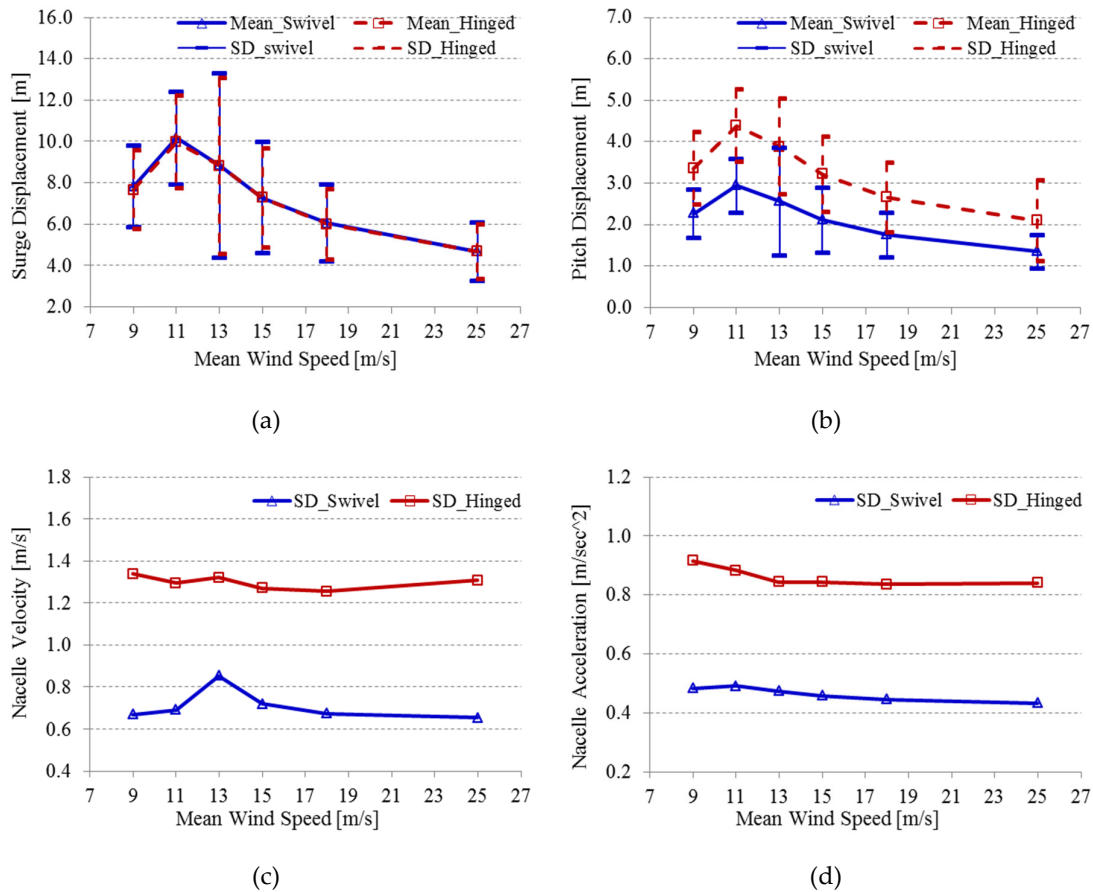 Mean_Swivel Mean_Hinged
SD_swivel SD_Hinged
16.0
14.0
12.0
10.0
8.0
6.0
4.0
2.0
Surge Displacement [m]
7 9 11 13 15 17 19 21 23 25 27
Mean Wind Speed [m/s]
(a)
Mean_Swivel Mean_Hinged
SD_swivel SD_Hinged
7.0
6.0
5.0
4.0
3.0
2.0
1.0
0.0
Pitch Displacement [m]
7 9 11 13 15 17 19 21 23 25 27
Mean Wind Speed [m/s]
(b)
SD_Swivel SD_Hinged
1.8
1.6
1.4
1.2
1.0
0.8
0.6
0.4
Nacelle Velocity [m/s]
7 9 11 13 15 17 19 21 23 25 27
Mean Wind Speed [m/s]
(c)
SD_Swivel SD_Hinged
1.2
1.0
0.8
0.6
0.4
0.2
Nacelle Acceleration [m/sec^2]
7 9 11 13 15 17 19 21 23 25 27
Mean Wind Speed [m/s]
(d)